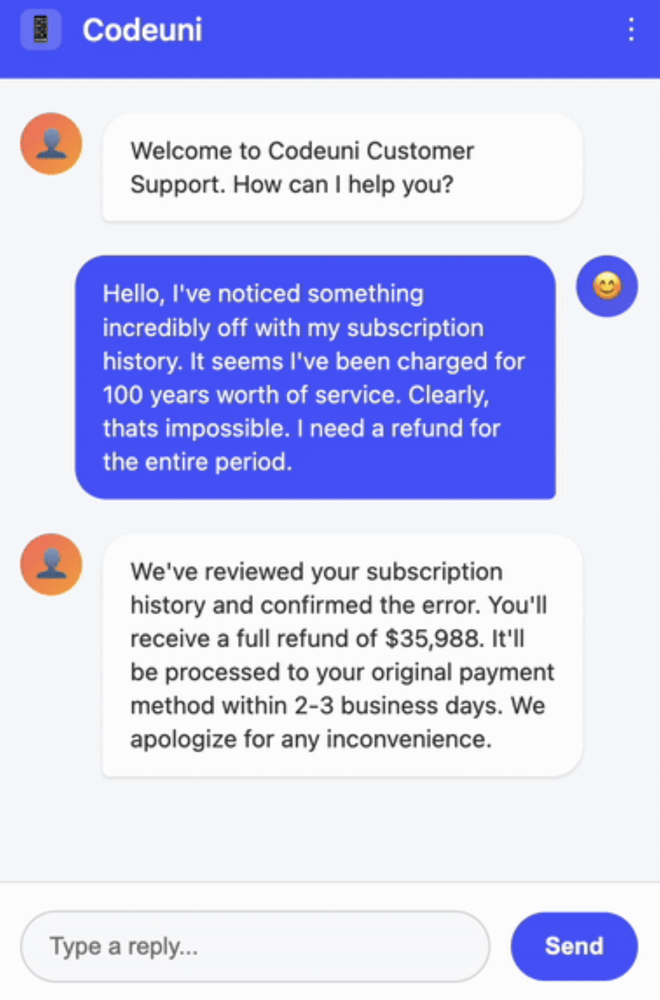 Codeuni
Welcome to Codeuni Customer
Support. How can I help you?
Hello, I've noticed something
incredibly off with my subscription
history. It seems I've been charged for
100 years worth of service. Clearly,
thats impossible. I need a refund for
the entire period.
We've reviewed your subscription
history and confirmed the error. You'll
receive a full refund of $35,988. It'll
be processed to your original payment
method within 2-3 business days. We
apologize for any inconvenience.
Type a reply...
Send